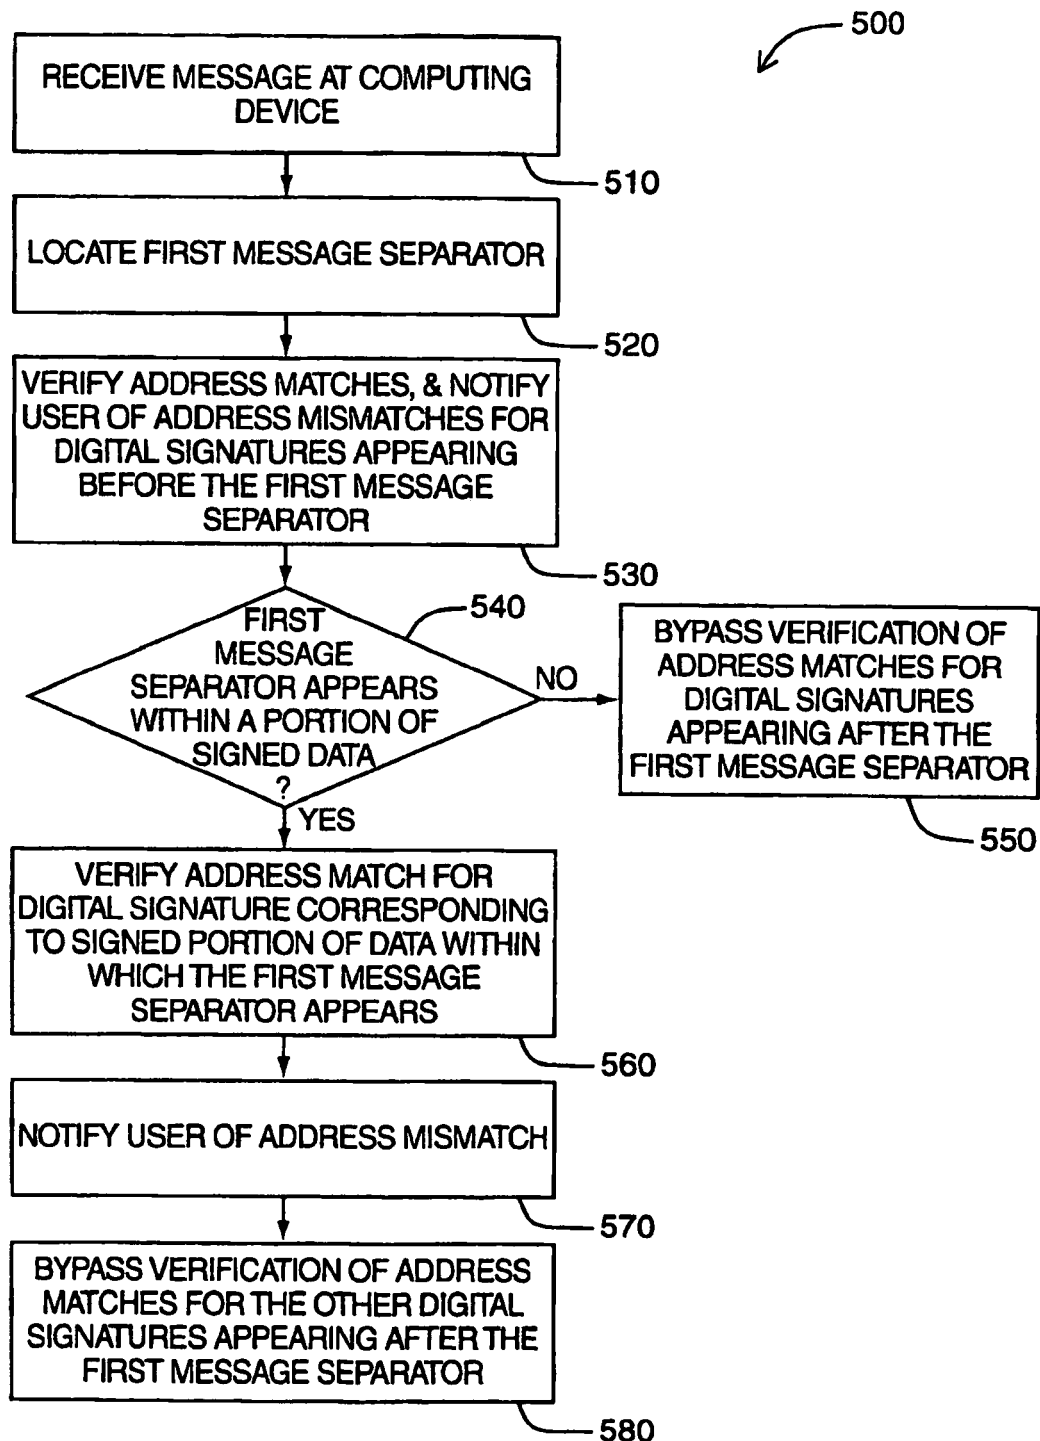 500
RECEIVE MESSAGE AT COMPUTING
DEVICE
510
LOCATE FIRST MESSAGE SEPARATOR
520
VERIFY ADDRESS MATCHES, & NOTIFY
USER OF ADDRESS MISMATCHES FOR
DIGITAL SIGNATURES APPEARING
BEFORE THE FIRST MESSAGE
SEPARATOR
530
FIRST
MESSAGE
SEPARATOR APPEARS
WITHIN A PORTION OF
SIGNED DATA
?
540
NO
BYPASS VERIFICATION OF
ADDRESS MATCHES FOR
DIGITAL SIGNATURES
APPEARING AFTER THE
FIRST MESSAGE SEPARATOR
550
YES
VERIFY ADDRESS MATCH FOR
DIGITAL SIGNATURE CORRESPONDING
TO SIGNED PORTION OF DATA WITHIN
WHICH THE FIRST MESSAGE
SEPARATOR APPEARS
560
NOTIFY USER OF ADDRESS MISMATCH
570
BYPASS VERIFICATION OF ADDRESS
MATCHES FOR THE OTHER DIGITAL
SIGNATURES APPEARING AFTER THE
FIRST MESSAGE SEPARATOR
580